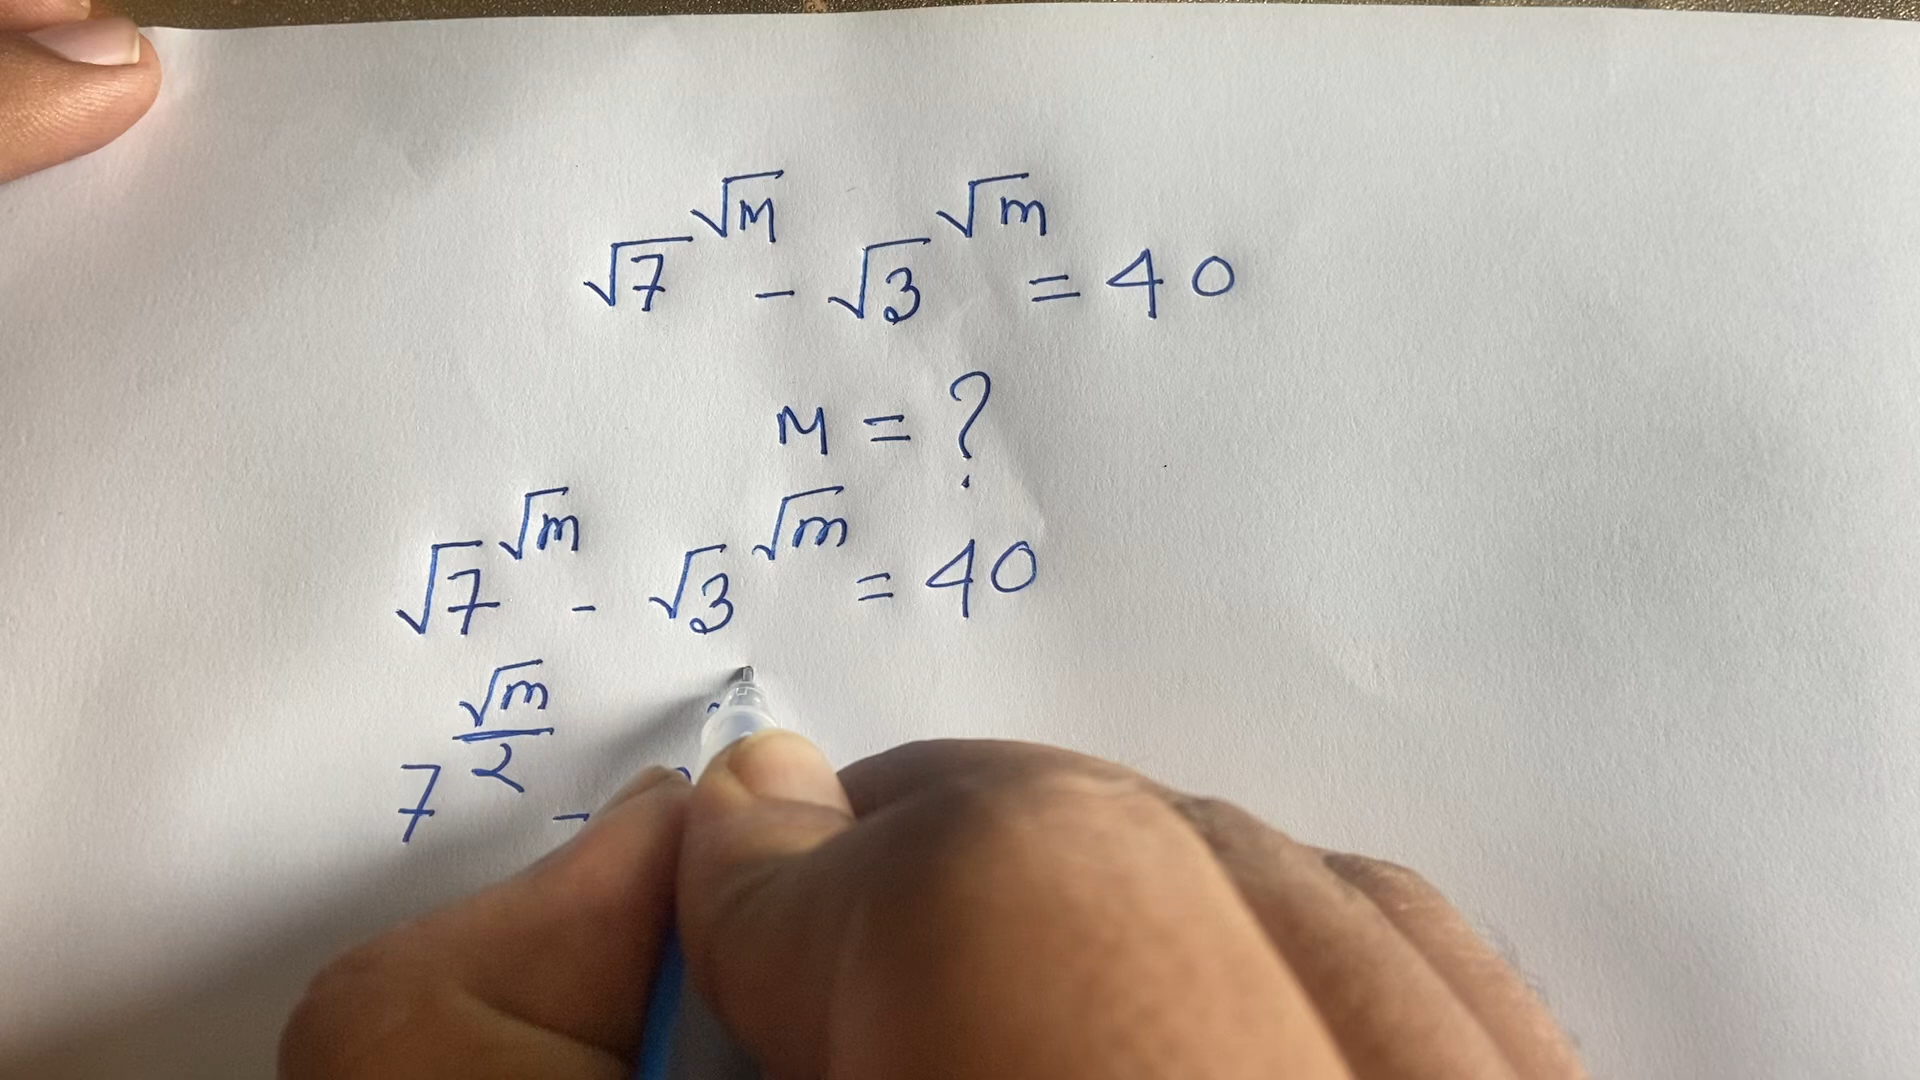 √7^√m - √3^√m = 40
m = ?
√7^√m - √3^√m = 40
7^(√m/2) -